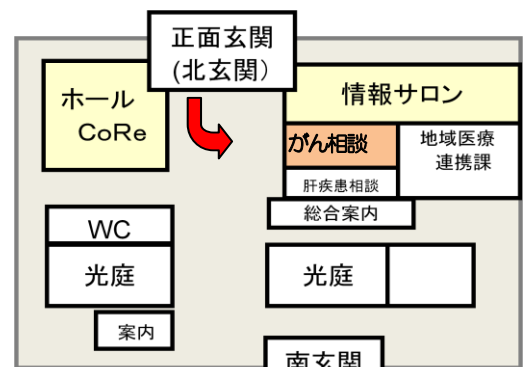 正面玄関
(北玄関）
ホール
CoRe
情報サロン
がん相談
地域医療
連携課
肝疾患相談
総合案内
WC
光庭
光庭
案内
南玄関